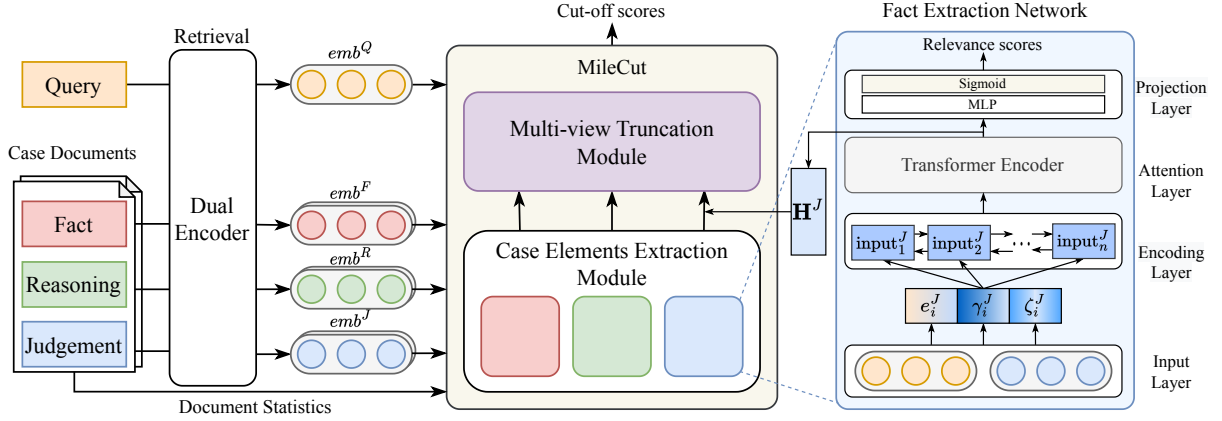 Cut-off scores
Fact Extraction Network
Retrieval
emb^Q
MileCut
Relevance scores
Query
Sigmoid
MLP
Projection
Layer
Multi-view Truncation
Module
Case Documents
Transformer Encoder
Attention
Layer
emb^F
Fact
Dual
Encoder
H^J
Case Elements Extraction
Module
input_1^J
input_2^J
...
input_n^J
Encoding
Layer
emb^R
Reasoning
e_i^J
γ_i^J
ζ_i^J
emb^J
Judgement
Input
Layer
Document Statistics